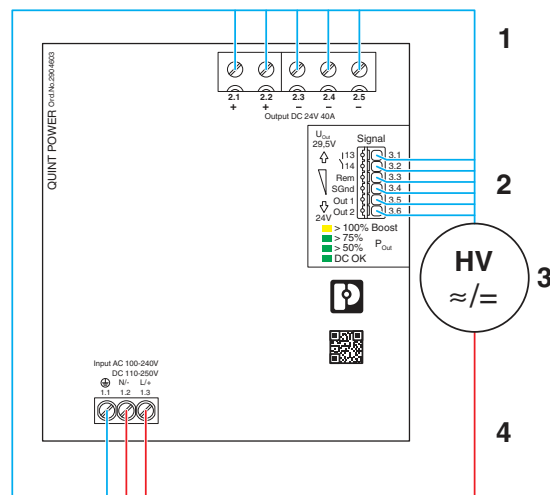 1
QUINT POWER Ord.No.2904603
2.1 2.2 2.3 2.4 2.5
+ + – – –
Output DC 24V 40A
UOut
29,5V
Signal
13 3.1
14 3.2
Rem 3.3
SGnd 3.4
Out 1 3.5
Out 2 3.6
24V
2
> 100% Boost
> 75%
> 50%
DC OK
POut
HV
≈/=
3
Input AC 100-240V
DC 110-250V
N/- L/+
1.1 1.2 1.3
4